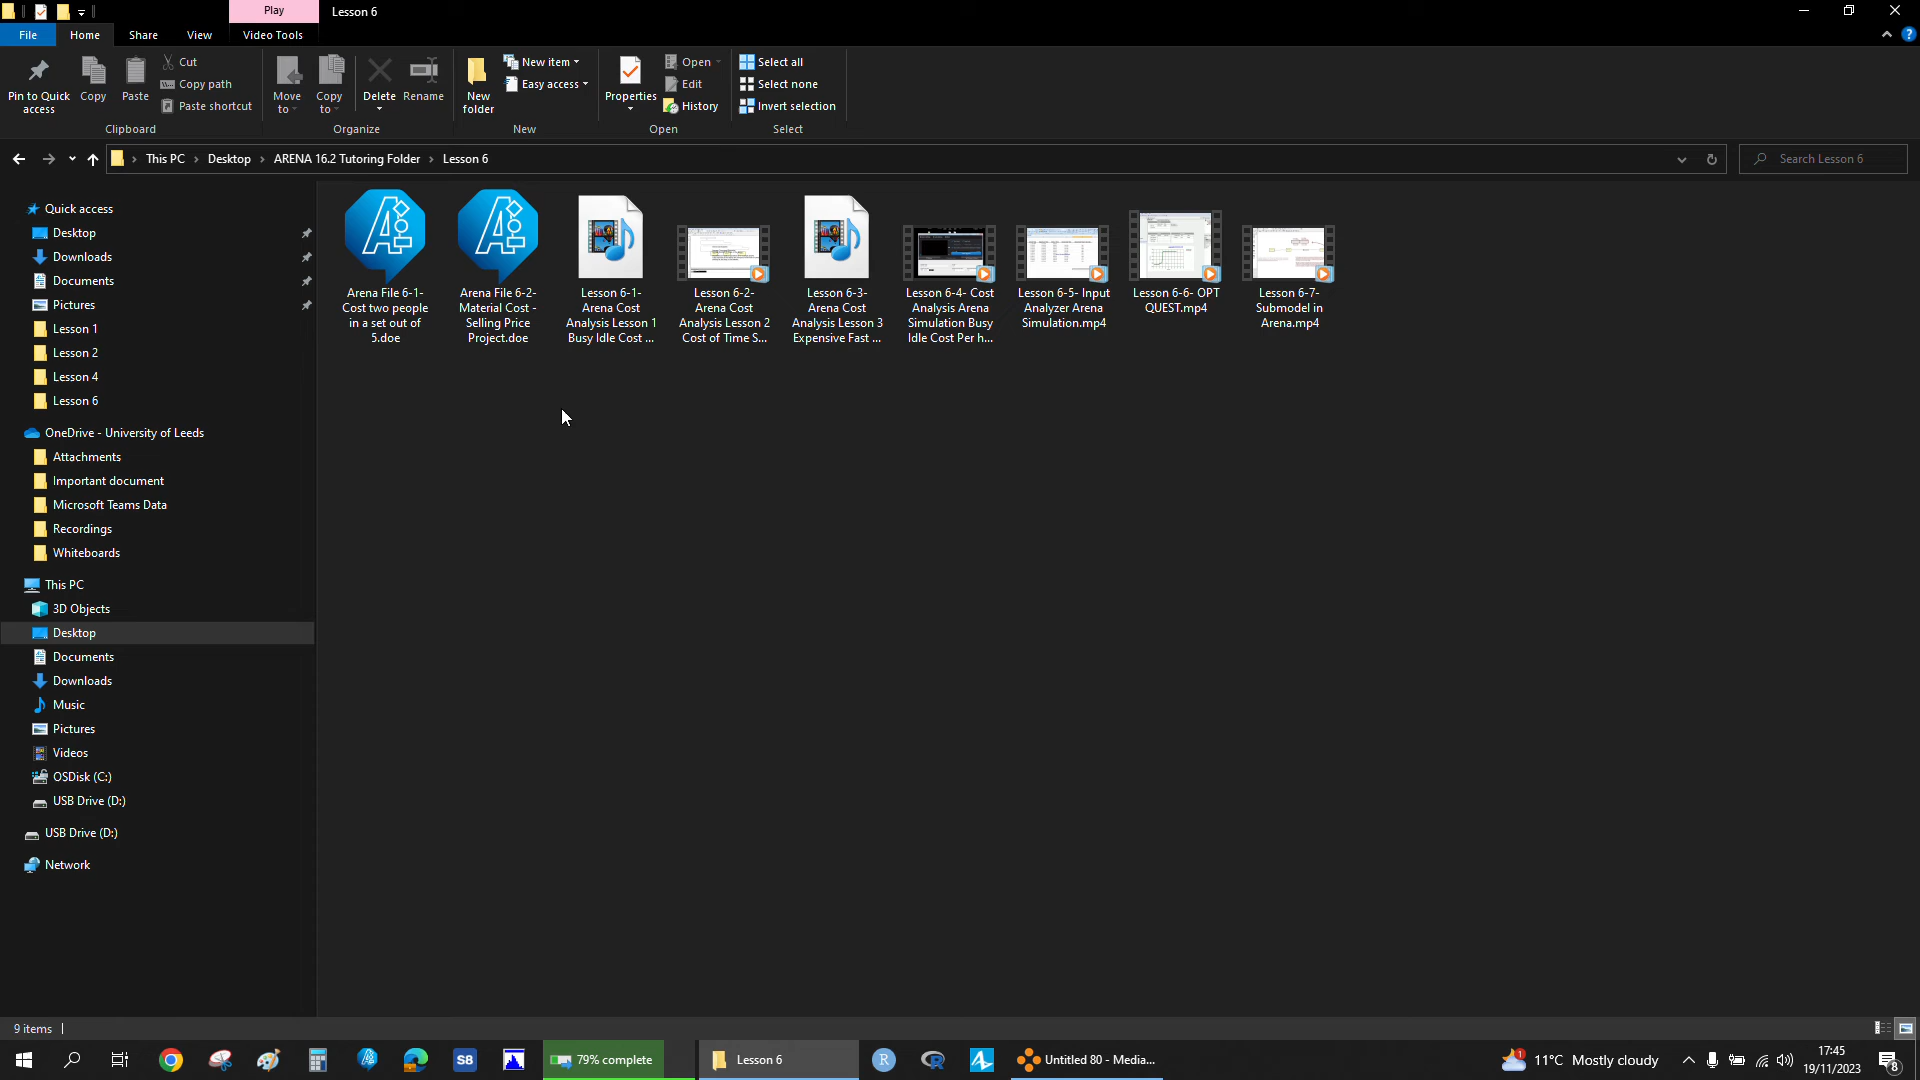 Play
Lesson 6
File
Home
Share
View
Video Tools
Pin to Quick
access
Copy
Paste
Cut
Copy path
Paste shortcut
Clipboard
Move
to
Copy
to
Delete
Rename
Organize
New
folder
New item
Easy access
New
Properties
Open
Edit
History
Open
Select all
Select none
Invert selection
Select
This PC
Desktop
ARENA 16.2 Tutoring Folder
Lesson 6
Search Lesson 6
Quick access
Desktop
Downloads
Documents
Pictures
Lesson 1
Lesson 2
Lesson 4
Lesson 6
OneDrive - University of Leeds
Attachments
Important document
Microsoft Teams Data
Recordings
Whiteboards
This PC
3D Objects
Desktop
Documents
Downloads
Music
Pictures
Videos
OSDisk (C:)
USB Drive (D:)
USB Drive (D:)
Network
Arena File 6-1-
Cost two people
in a set out of
5.doe
Arena File 6-2-
Material Cost -
Selling Price
Project.doe
Lesson 6-1-
Arena Cost
Analysis Lesson 1
Busy Idle Cost ...
Lesson 6-2-
Arena Cost
Analysis Lesson 2
Cost of Time S...
Lesson 6-3-
Arena Cost
Analysis Lesson 3
Expensive Fast ...
Lesson 6-4- Cost
Analysis Arena
Simulation Busy
Idle Cost Per h...
Lesson 6-5- Input
Analyzer Arena
Simulation.mp4
Lesson 6-6- OPT
QUEST.mp4
Lesson 6-7-
Submodel in
Arena.mp4
9 items
S8
79% complete
Lesson 6
R
Untitled 80 - Media...
1
11°C Mostly cloudy
17:45
19/11/2023
8